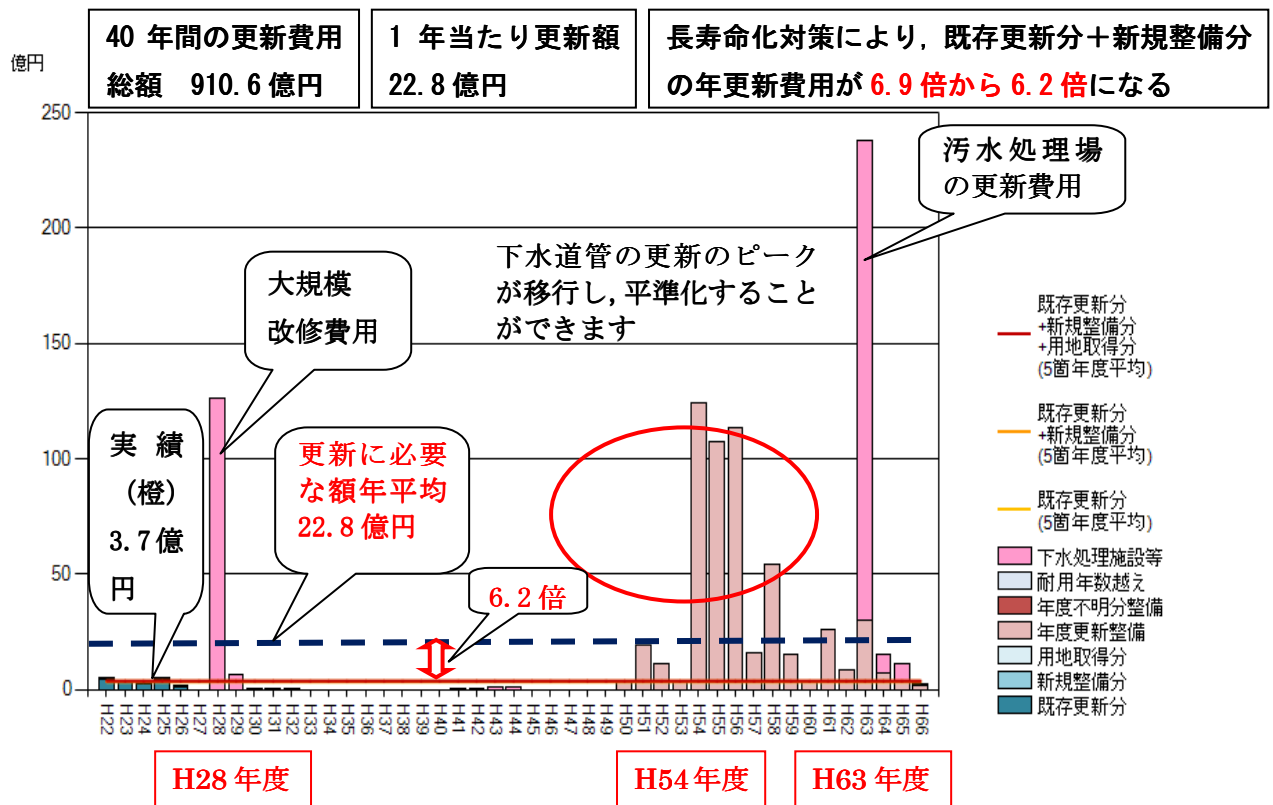 40 年間の更新費用
総額　910.6 億円
1 年当たり更新額
22.8 億円
長寿命化対策により，既存更新分＋新規整備分
の年更新費用が 6.9 倍から 6.2 倍になる
億円
250
200
150
100
50
0
汚水処理場
の更新費用
下水道管の更新のピーク
が移行し，平準化すること
ができます
大規模
改修費用
実 績
（橙）
3.7 億
円
更新に必要
な額年平均
22.8 億円
6.2 倍
既存更新分
+新規整備分
+用地取得分
(5箇年度平均)
既存更新分
+新規整備分
(5箇年度平均)
既存更新分
(5箇年度平均)
下水処理施設等
耐用年数越え
年度不明分整備
年度更新整備
用地取得分
新規整備分
既存更新分
H22
H23
H24
H25
H26
H27
H28
H29
H30
H31
H32
H33
H34
H35
H36
H37
H38
H39
H40
H41
H42
H43
H44
H45
H46
H47
H48
H49
H50
H51
H52
H53
H54
H55
H56
H57
H58
H59
H60
H61
H62
H63
H64
H65
H66
H28 年度
H54 年度
H63 年度